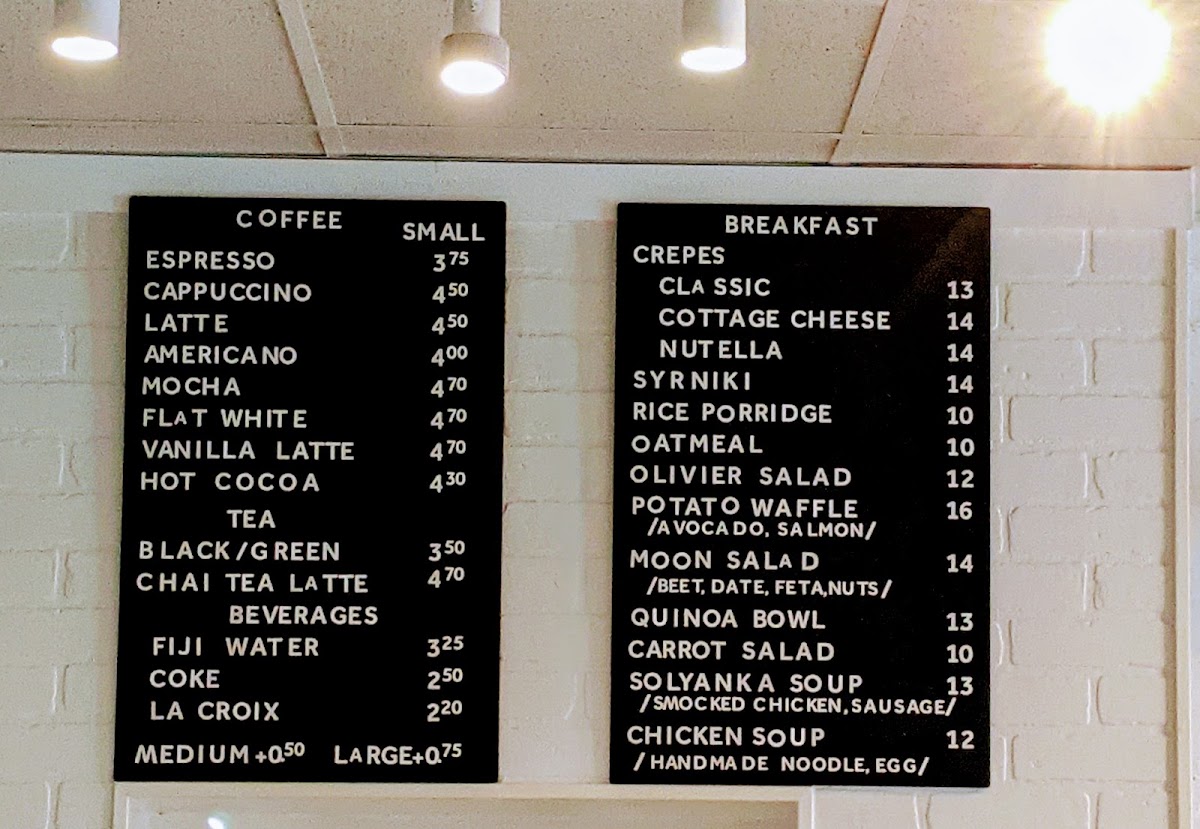 COFFEE
SMALL
ESPRESSO 3.75
CAPPUCCINO 4.50
LATTE 4.50
AMERICANO 4.00
MOCHA 4.70
FLAT WHITE 4.70
VANILLA LATTE 4.70
HOT COCOA 4.30
TEA
BLACK/GREEN 3.50
CHAI TEA LATTE 4.70
BEVERAGES
FIJI WATER 3.25
COKE 2.50
LA CROIX 2.20
MEDIUM +0.50 LARGE+0.75
BREAKFAST
CREPES
CLASSIC 13
COTTAGE CHEESE 14
NUTELLA 14
SYRNIKI 14
RICE PORRIDGE 10
OATMEAL 10
OLIVIER SALAD 12
POTATO WAFFLE 16
/AVOCADO, SALMON/
MOON SALAD 14
/BEET, DATE, FETA,NUTS/
QUINOA BOWL 13
CARROT SALAD 10
SOLYANKA SOUP 13
/SMOCKED CHICKEN,SAUSAGE/
CHICKEN SOUP 12
/HANDMADE NOODLE, EGG/